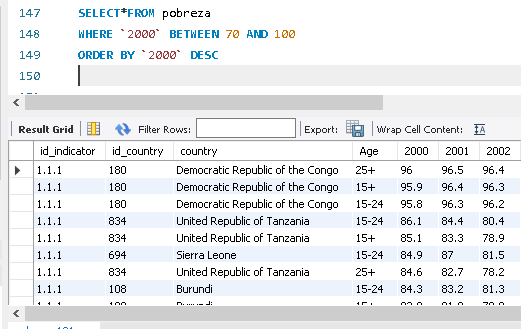 147 SELECT*FROM pobreza
148 WHERE `2000` BETWEEN 70 AND 100
149 ORDER BY `2000` DESC
150
Result Grid Filter Rows: Export: Wrap Cell Content:
id_indicator id_country country Age 2000 2001 2002
1.1.1 180 Democratic Republic of the Congo 25+ 96 96.5 96.4
1.1.1 180 Democratic Republic of the Congo 15+ 95.9 96.4 96.3
1.1.1 180 Democratic Republic of the Congo 15-24 95.8 96.3 96.2
1.1.1 834 United Republic of Tanzania 15-24 86.1 84.4 80.4
1.1.1 834 United Republic of Tanzania 15+ 85.1 83.3 78.9
1.1.1 694 Sierra Leone 15-24 84.9 87 81.5
1.1.1 834 United Republic of Tanzania 25+ 84.6 82.7 78.2
1.1.1 108 Burundi 15-24 84.3 83.2 81.3